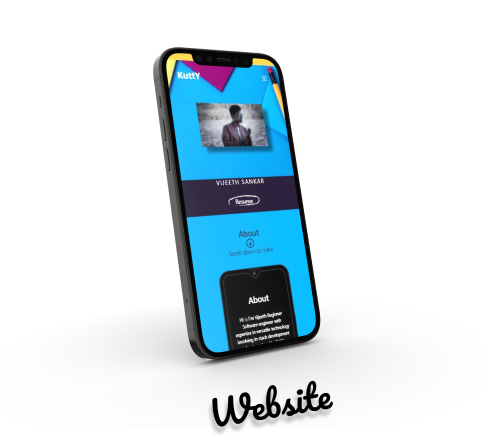 KuttY
VIJEETH SANKAR
Resume
About
Scroll down to View
About
Hi I'm Vijeeth Beginner
Software engineer with
expertise in versatile technology
involving in stack development
Website